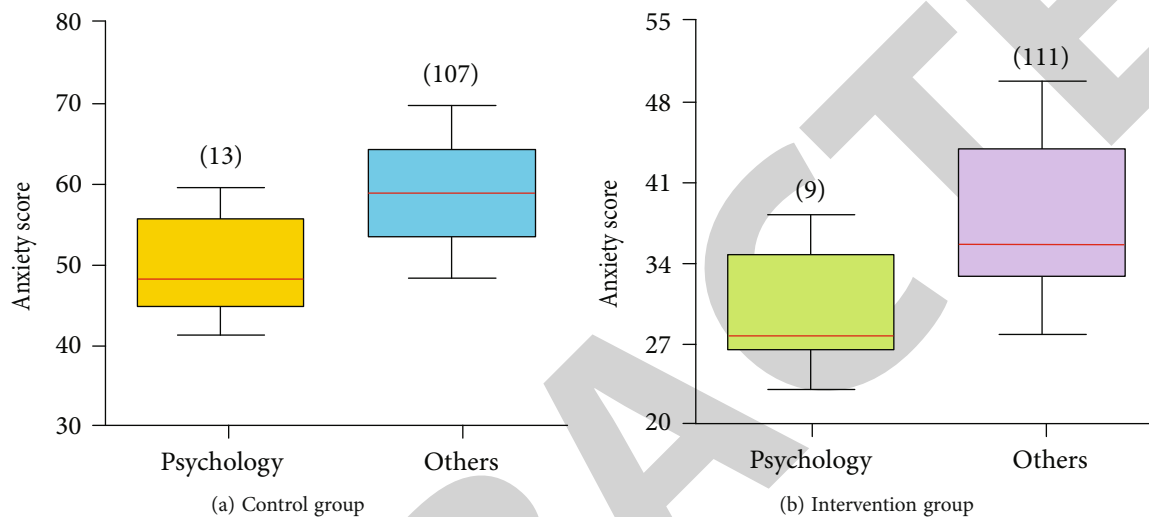 80
70
60
50
40
30
Anxiety score
(13)
(107)
Psychology
Others
(a) Control group
55
48
41
34
27
20
Anxiety score
(9)
(111)
Psychology
Others
(b) Intervention group